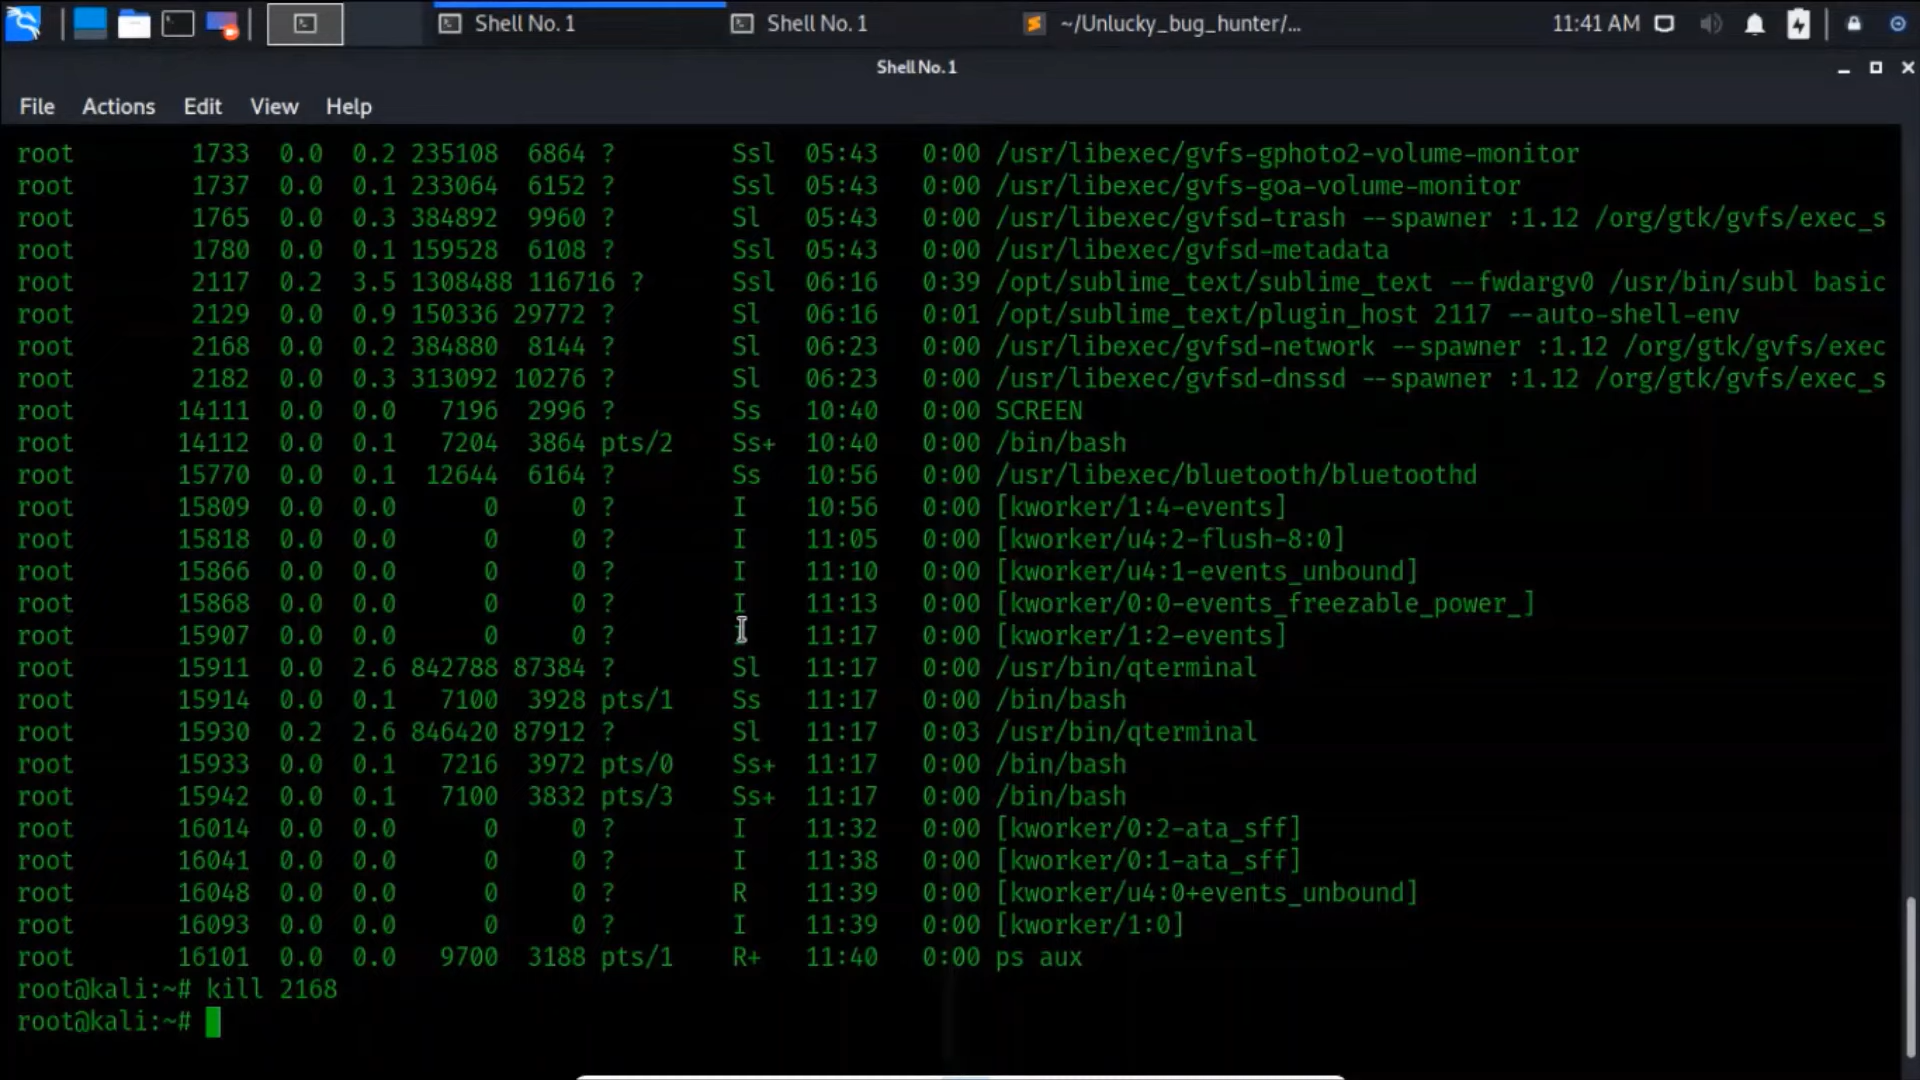 Shell No. 1
Shell No. 1
~/Unlucky_bug_hunter/...
11:41 AM
Shell No. 1
File Actions Edit View Help
root 1733 0.0 0.2 235108 6864 ? Ssl 05:43 0:00 /usr/libexec/gvfs-gphoto2-volume-monitor
root 1737 0.0 0.1 233064 6152 ? Ssl 05:43 0:00 /usr/libexec/gvfs-goa-volume-monitor
root 1765 0.0 0.3 384892 9960 ? Sl 05:43 0:00 /usr/libexec/gvfsd-trash --spawner :1.12 /org/gtk/gvfs/exec_s
root 1780 0.0 0.1 159528 6108 ? Ssl 05:43 0:00 /usr/libexec/gvfsd-metadata
root 2117 0.2 3.5 1308488 116716 ? Ssl 06:16 0:39 /opt/sublime_text/sublime_text --fwdargv0 /usr/bin/subl basic
root 2129 0.0 0.9 150336 29772 ? Sl 06:16 0:01 /opt/sublime_text/plugin_host 2117 --auto-shell-env
root 2168 0.0 0.2 384880 8144 ? Sl 06:23 0:00 /usr/libexec/gvfsd-network --spawner :1.12 /org/gtk/gvfs/exec
root 2182 0.0 0.3 313092 10276 ? Sl 06:23 0:00 /usr/libexec/gvfsd-dnssd --spawner :1.12 /org/gtk/gvfs/exec_s
root 14111 0.0 0.0 7196 2996 ? Ss 10:40 0:00 SCREEN
root 14112 0.0 0.1 7204 3864 pts/2 Ss+ 10:40 0:00 /bin/bash
root 15770 0.0 0.1 12644 6164 ? Ss 10:56 0:00 /usr/libexec/bluetooth/bluetoothd
root 15809 0.0 0.0 0 0 ? I 10:56 0:00 [kworker/1:4-events]
root 15818 0.0 0.0 0 0 ? I 11:05 0:00 [kworker/u4:2-flush-8:0]
root 15866 0.0 0.0 0 0 ? I 11:10 0:00 [kworker/u4:1-events_unbound]
root 15868 0.0 0.0 0 0 ? I 11:13 0:00 [kworker/0:0-events_freezable_power_]
root 15907 0.0 0.0 0 0 ? 11:17 0:00 [kworker/1:2-events]
root 15911 0.0 2.6 842788 87384 ? Sl 11:17 0:00 /usr/bin/qterminal
root 15914 0.0 0.1 7100 3928 pts/1 Ss 11:17 0:00 /bin/bash
root 15930 0.2 2.6 846420 87912 ? Sl 11:17 0:03 /usr/bin/qterminal
root 15933 0.0 0.1 7216 3972 pts/0 Ss+ 11:17 0:00 /bin/bash
root 15942 0.0 0.1 7100 3832 pts/3 Ss+ 11:17 0:00 /bin/bash
root 16014 0.0 0.0 0 0 ? I 11:32 0:00 [kworker/0:2-ata_sff]
root 16041 0.0 0.0 0 0 ? I 11:38 0:00 [kworker/0:1-ata_sff]
root 16048 0.0 0.0 0 0 ? R 11:39 0:00 [kworker/u4:0+events_unbound]
root 16093 0.0 0.0 0 0 ? I 11:39 0:00 [kworker/1:0]
root 16101 0.0 0.0 9700 3188 pts/1 R+ 11:40 0:00 ps aux
root@kali:~# kill 2168
root@kali:~#